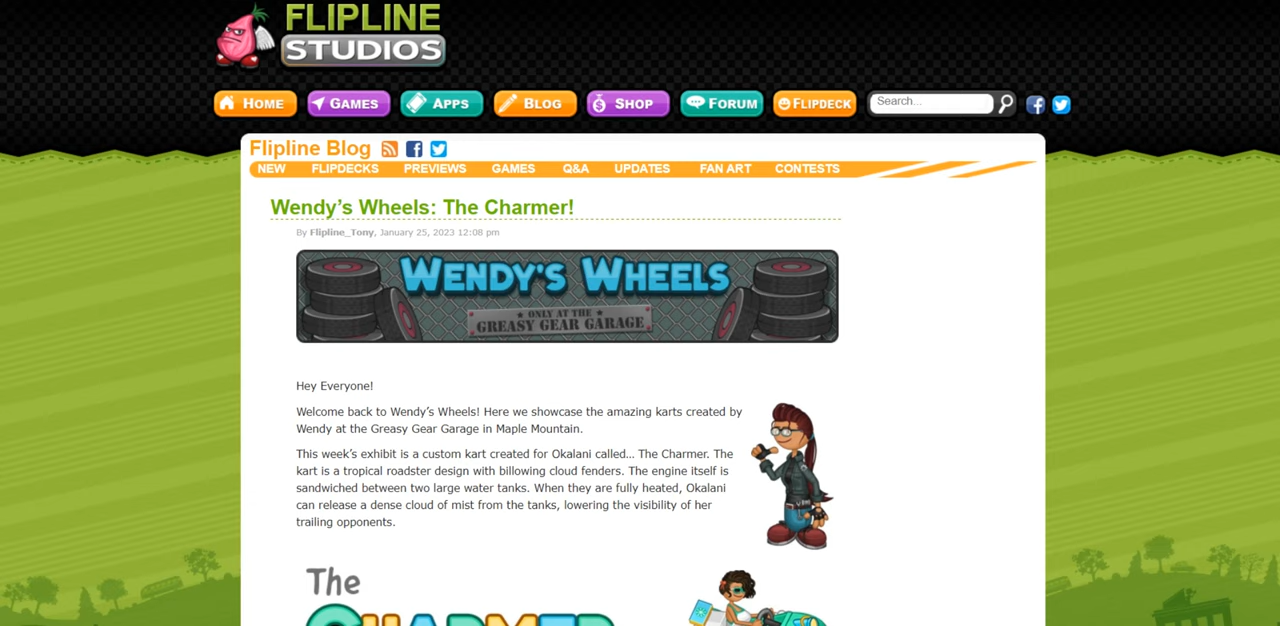 FLIPLINE
STUDIOS
HOME GAMES APPS BLOG SHOP FORUM FLIPDECK Search...
Flipline Blog
NEW FLIPDECKS PREVIEWS GAMES Q&A UPDATES FAN ART CONTESTS
Wendy’s Wheels: The Charmer!
By Flipline_Tony, January 25, 2023 12:08 pm
WENDY'S WHEELS
ONLY AT THE
GREASY GEAR GARAGE
Hey Everyone!
Welcome back to Wendy’s Wheels! Here we showcase the amazing karts created by
Wendy at the Greasy Gear Garage in Maple Mountain.
This week’s exhibit is a custom kart created for Okalani called… The Charmer. The
kart is a tropical roadster design with billowing cloud fenders. The engine itself is
sandwiched between two large water tanks. When they are fully heated, Okalani
can release a dense cloud of mist from the tanks, lowering the visibility of her
trailing opponents.
The
CHARMER